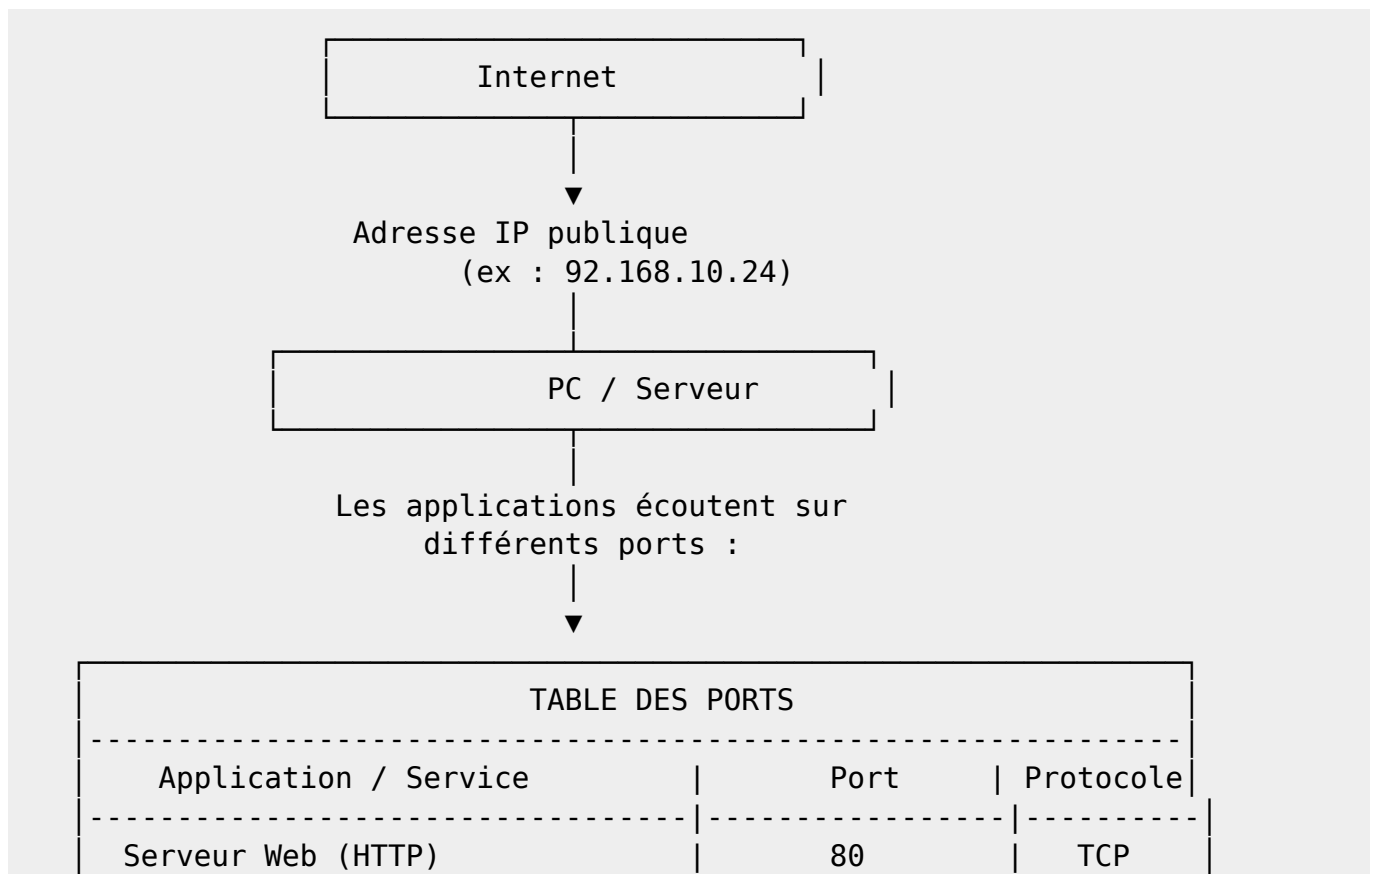 Internet
Adresse IP publique
(ex : 92.168.10.24)
PC / Serveur
Les applications écoutent sur
différents ports :
TABLE DES PORTS
Application / Service | Port | Protocole
Serveur Web (HTTP) | 80 | TCP